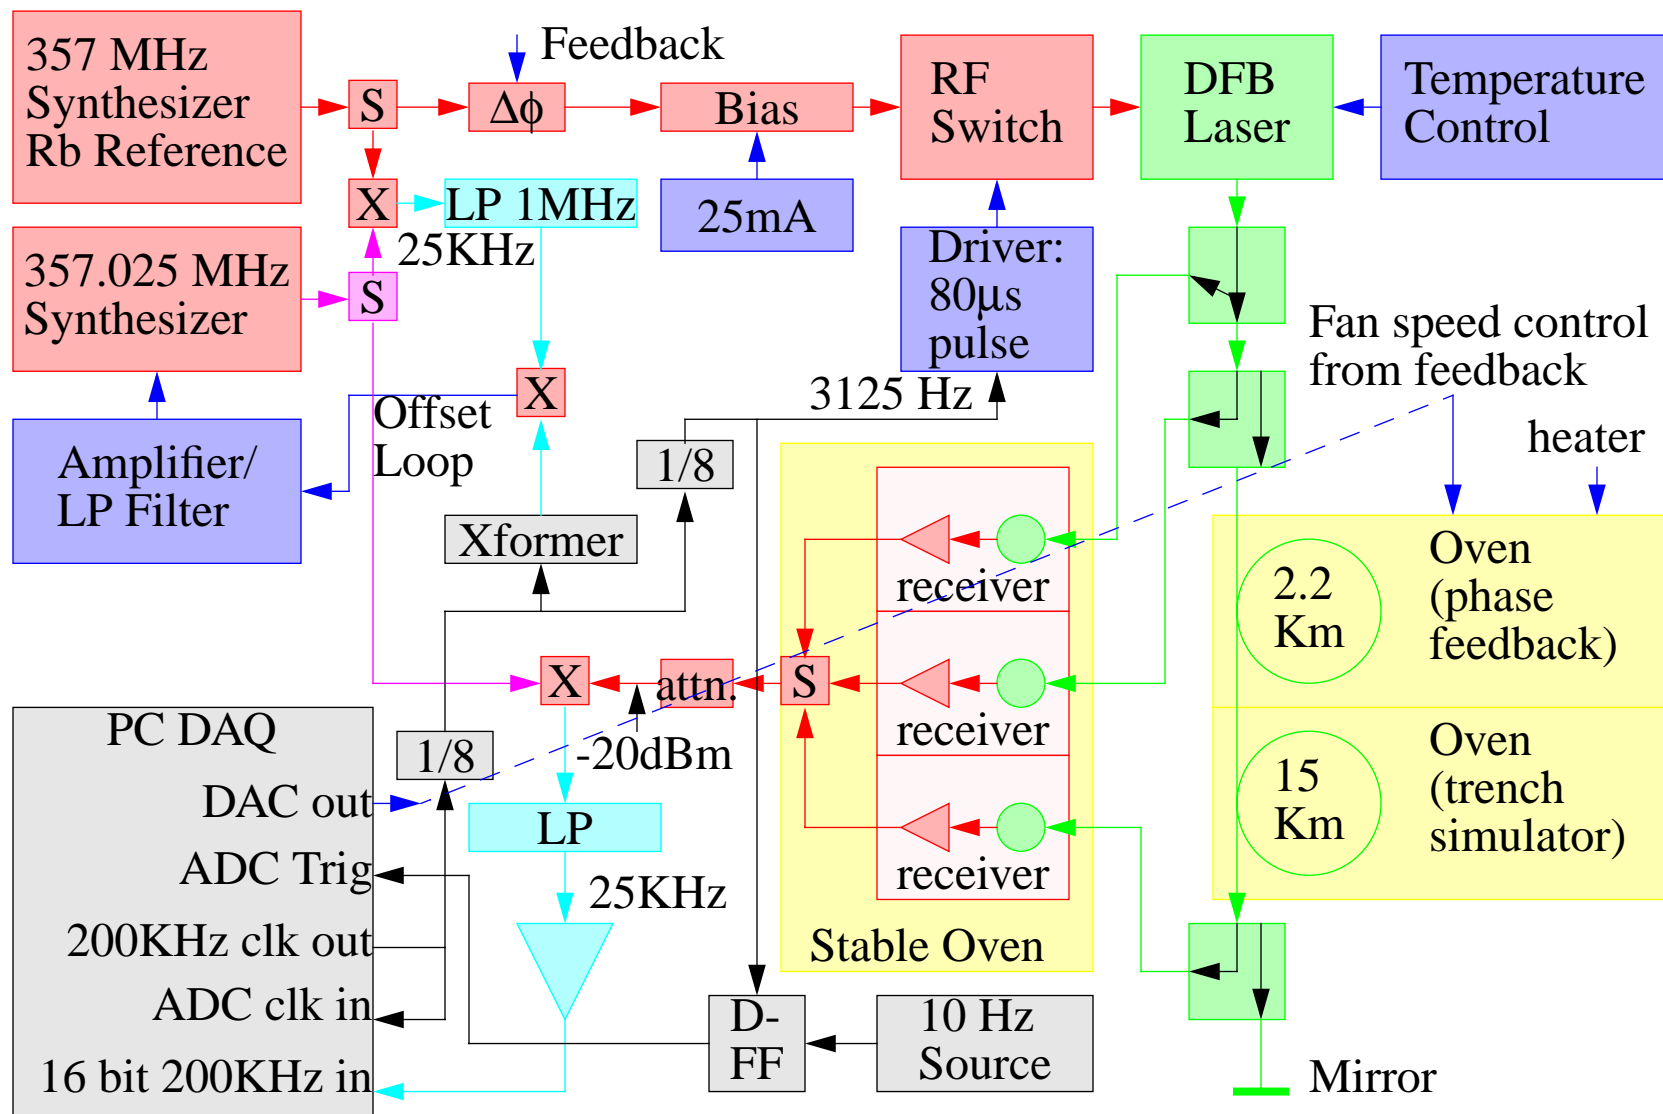 357 MHz
Synthesizer
Rb Reference
S
Feedback
Δϕ
Bias
RF
Switch
DFB
Laser
Temperature
Control
X
LP 1MHz
25mA
25KHz
357.025 MHz
Synthesizer
S
Driver:
80μs
pulse
Fan speed control
from feedback
X
Offset
Loop
3125 Hz
heater
Amplifier/
LP Filter
1/8
Xformer
receiver
2.2
Km
Oven
(phase
feedback)
X
attn.
S
receiver
-20dBm
PC DAQ
1/8
DAC out
LP
15
Km
Oven
(trench
simulator)
ADC Trig
receiver
25KHz
200KHz clk out
Stable Oven
ADC clk in
D-
FF
10 Hz
Source
16 bit 200KHz in
Mirror